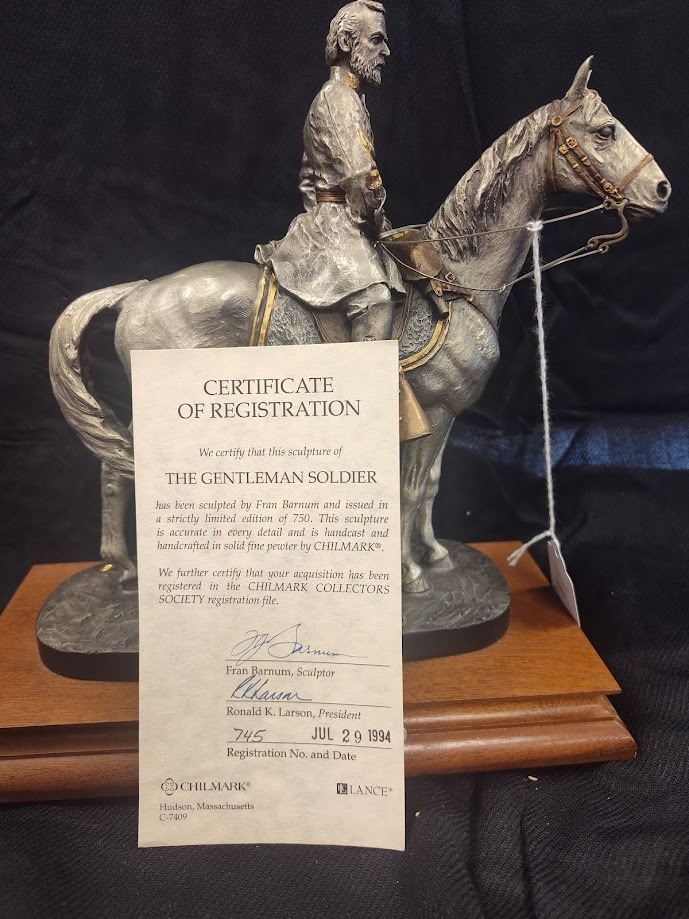 CERTIFICATE
OF REGISTRATION
We certify that this sculpture of
THE GENTLEMAN SOLDIER
has been sculpted by Fran Barnum and issued in
a strictly limited edition of 750. This sculpture
is accurate in every detail and is handcast and
handcrafted in solid fine pewter by CHILMARK®.
We further certify that your acquisition has been
registered in the CHILMARK COLLECTORS
SOCIETY registration file.
Fran Barnum, Sculptor
Ronald K. Larson, President
745 JUL 29 1994
Registration No. and Date
CHILMARK® LANCE®
Hudson, Massachusetts
C-7409